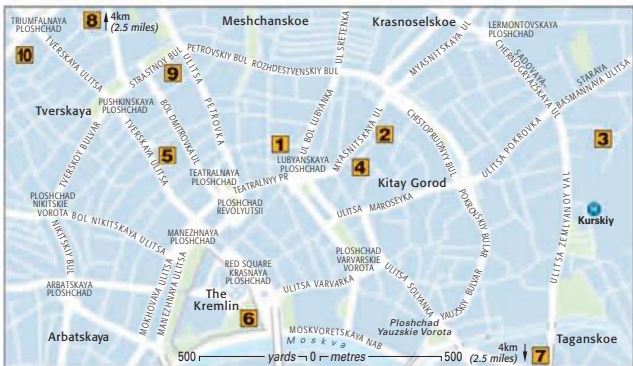 TRIUMFALNAYA
PLOSHCHAD
8
4km
(2.5 miles)
Meshchanskoe
Krasnoselskoe
LERMONTOVSKAYA
PLOSHCHAD
10
TVERSKAYA ULITSA
STRASTNOY BUL
9
ULITSA PETROVKA
PETROVSKIY BUL
ROZHDESTVENSKIY BUL
UL SRETENKA
MYASNITSKAYA UL
SADOVAYA
CHERNOGRYAZSKAYA UL
STARAYA
BASMANNAYA ULITSA
Tverskaya
PUSHKINSKAYA
PLOSHCHAD
BOL DMITROVKA UL
UL BOL LUBYANKA
MYASNITSKAYA UL
CHISTOPRUDNYY BUL
ULITSA POKROVKA
TVERSKOY BULVAR
TVERSKAYA ULITSA
5
1
2
3
4
LUBYANSKAYA
PLOSHCHAD
TEATRALNAYA
PLOSHCHAD
TEATRALNYY PR
Kitay Gorod
PLOSHCHAD
NIKITSKIE
VOROTA
PLOSHCHAD
REVOLYUTSII
ULITSA MAROSEYKA
POKROVSKIY BULVAR
Kurskiy
BOL NIKITSKAYA ULITSA
NIKITSKIY BUL
MANEZHNAYA
PLOSHCHAD
PLOSHCHAD
VARVARSKIE
VOROTA
ULITSA ZEMLYANOY VAL
RED SQUARE
KRASNAYA
PLOSHCHAD
ARBATSKAYA
PLOSHCHAD
MOKHOVAYA ULITSA
MANEZHNAYA ULITSA
The
Kremlin
ULITSA VARVARKA
ULITSA SOLYANKA
YAUZSKIY BULVAR
6
Arbatskaya
MOSKVORETSKAYA NAB
Moskva
Ploshchad
Yauzskie Vorota
Taganskoe
500 yards 0 metres 500
4km
(2.5 miles)
7